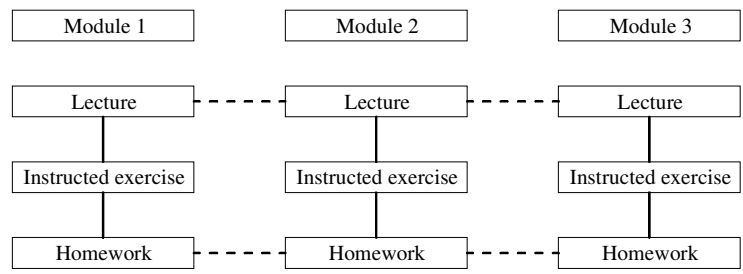 Module 1
Module 2
Module 3
Lecture
Lecture
Lecture
Instructed exercise
Instructed exercise
Instructed exercise
Homework
Homework
Homework